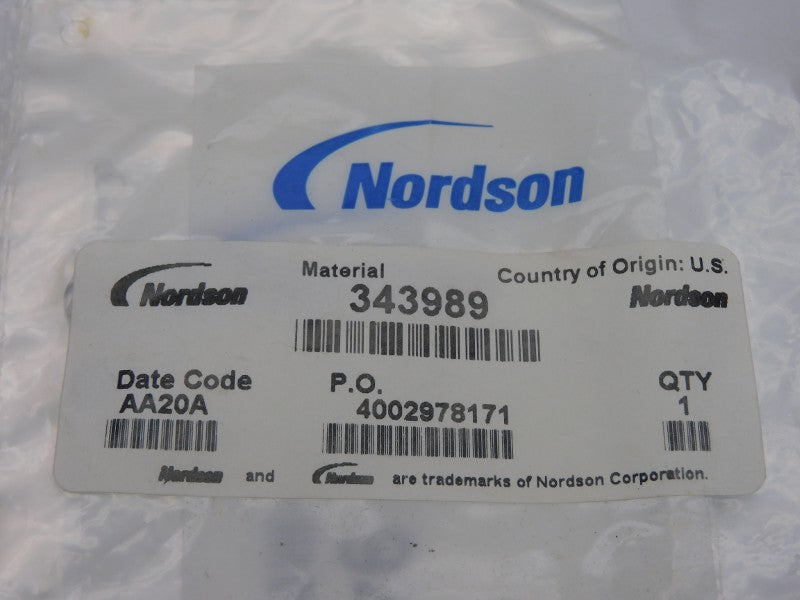 Nordson
Nordson Material Country of Origin: U.S.
343989 Nordson
Date Code P.O. QTY
AA20A 4002978171 1
Nordson and Nordson are trademarks of Nordson Corporation.